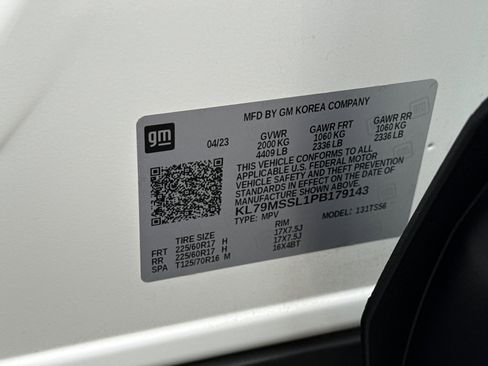 MFD BY GM KOREA COMPANY
gm
04/23 GVWR GAWR FRT GAWR RR
2000 KG 1060 KG 1060 KG
4409 LB 2336 LB 2336 LB
THIS VEHICLE CONFORMS TO ALL
APPLICABLE U.S. FEDERAL MOTOR
VEHICLE SAFETY AND THEFT PREVENTION
STANDARDS IN EFFECT ON THE DATE OF
MANUFACTURE SHOWN ABOVE.
KL79MSSL1PB179143
TYPE: MPV MODEL: 131TS56
TIRE SIZE RIM
FRT 225/60R17 H 17X7.5J
RR 225/60R17 H 17X7.5J
SPA T125/70R16 M 16X4BT